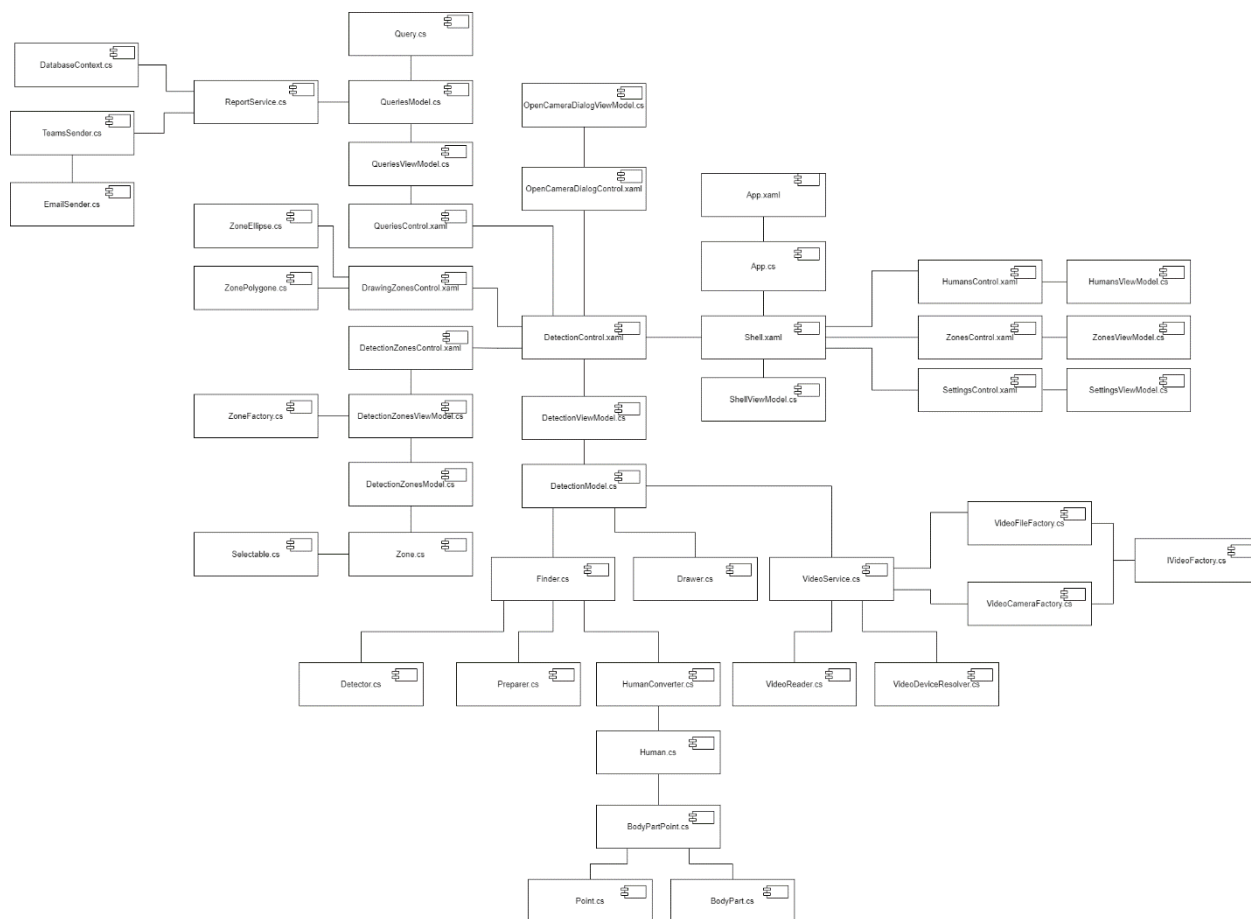 Query.cs
DatabaseContext.cs
ReportService.cs
QueriesModel.cs
OpenCameraDialogViewModel.cs
TeamsSender.cs
QueriesViewModel.cs
OpenCameraDialogControl.xaml
EmailSender.cs
App.xaml
ZoneEllipse.cs
QueriesControl.xaml
App.cs
ZonePolygone.cs
DrawingZonesControl.xaml
HumansControl.xaml
HumansViewModel.cs
DetectionZonesControl.xaml
DetectionControl.xaml
Shell.xaml
ZonesControl.xaml
ZonesViewModel.cs
ShellViewModel.cs
SettingsControl.xaml
SettingsViewModel.cs
ZoneFactory.cs
DetectionZonesViewModel.cs
DetectionViewModel.cs
DetectionZonesModel.cs
DetectionModel.cs
VideoFileFactory.cs
Selectable.cs
Zone.cs
IVideoFactory.cs
Finder.cs
Drawer.cs
VideoService.cs
VideoCameraFactory.cs
Detector.cs
Preparer.cs
HumanConverter.cs
VideoReader.cs
VideoDeviceResolver.cs
Human.cs
BodyPartPoint.cs
Point.cs
BodyPart.cs